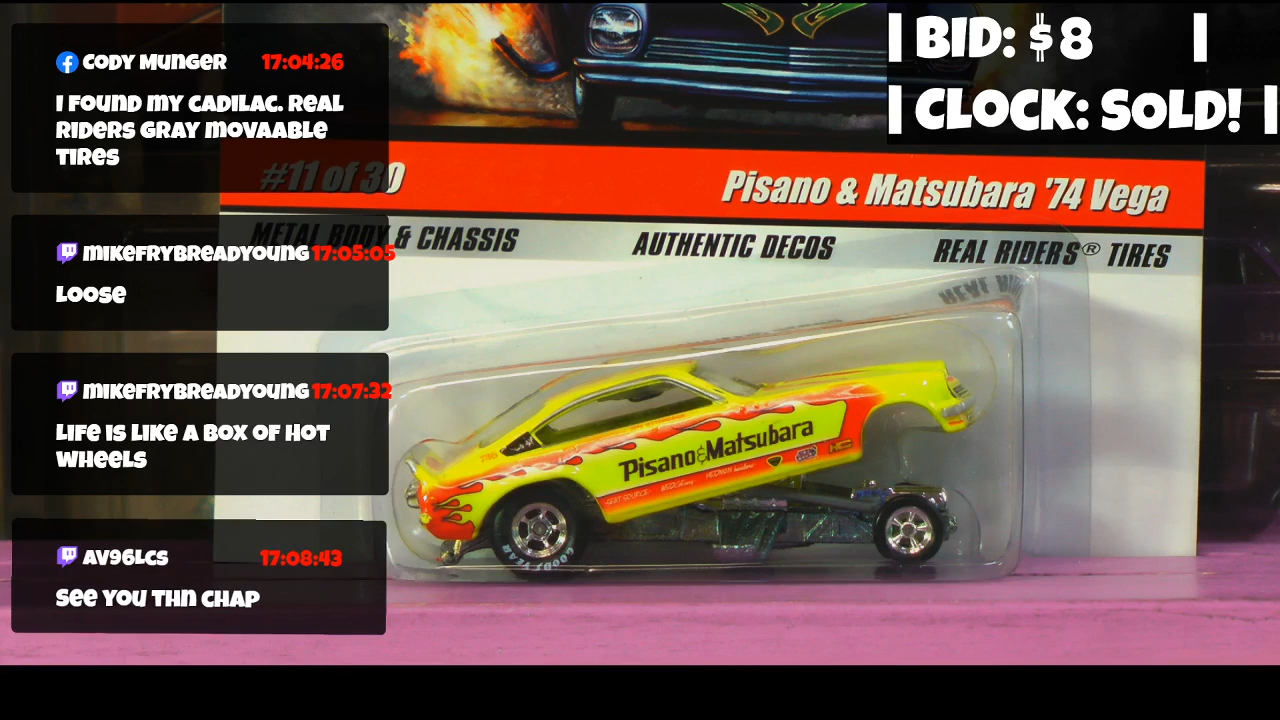 Cody Munger 17:04:26
I found my Cadilac. Real
Riders gray movaable
tires
mikefrybreadyoung 17:05:05
Loose
mikefrybreadyoung 17:07:32
Life is like a box of hot
wheels
av96lcs 17:08:43
see you thn chap
| BID: $8 |
| CLOCK: SOLD! |
#11 of 30
Pisano & Matsubara '74 Vega
METAL BODY & CHASSIS
AUTHENTIC DECOS
REAL RIDERS® TIRES
Pisano & Matsubara
GOODYEAR